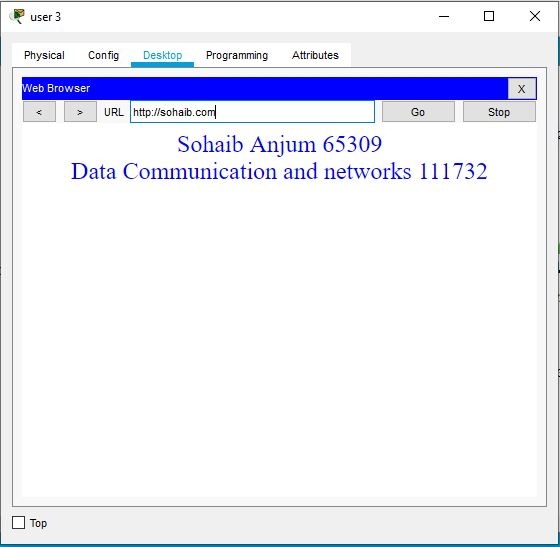 user 3
Physical Config Desktop Programming Attributes
Web Browser X
< > URL http://sohaib.com Go Stop
Sohaib Anjum 65309
Data Communication and networks 111732
Top